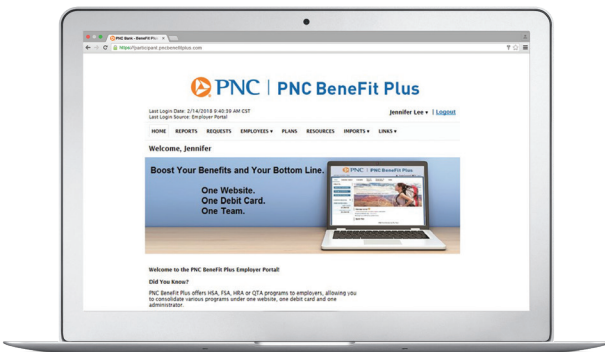 PNC Bank - BeneFit Plus
https://participant.pncbenefitplus.com
PNC | PNC BeneFit Plus
Last Login Date: 2/14/2018 9:40:39 AM CST
Last Login Source: Employer Portal
Jennifer Lee ▾ | Logout
HOME REPORTS REQUESTS EMPLOYEES ▾ PLANS RESOURCES IMPORTS ▾ LINKS ▾
Welcome, Jennifer
Boost Your Benefits and Your Bottom Line.
One Website.
One Debit Card.
One Team.
PNC | PNC BeneFit Plus
Welcome to the PNC BeneFit Plus Employer Portal!
Did You Know?
PNC BeneFit Plus offers HSA, FSA, HRA or QTA programs to employers, allowing you
to consolidate various programs under one website, one debit card and one
administrator.